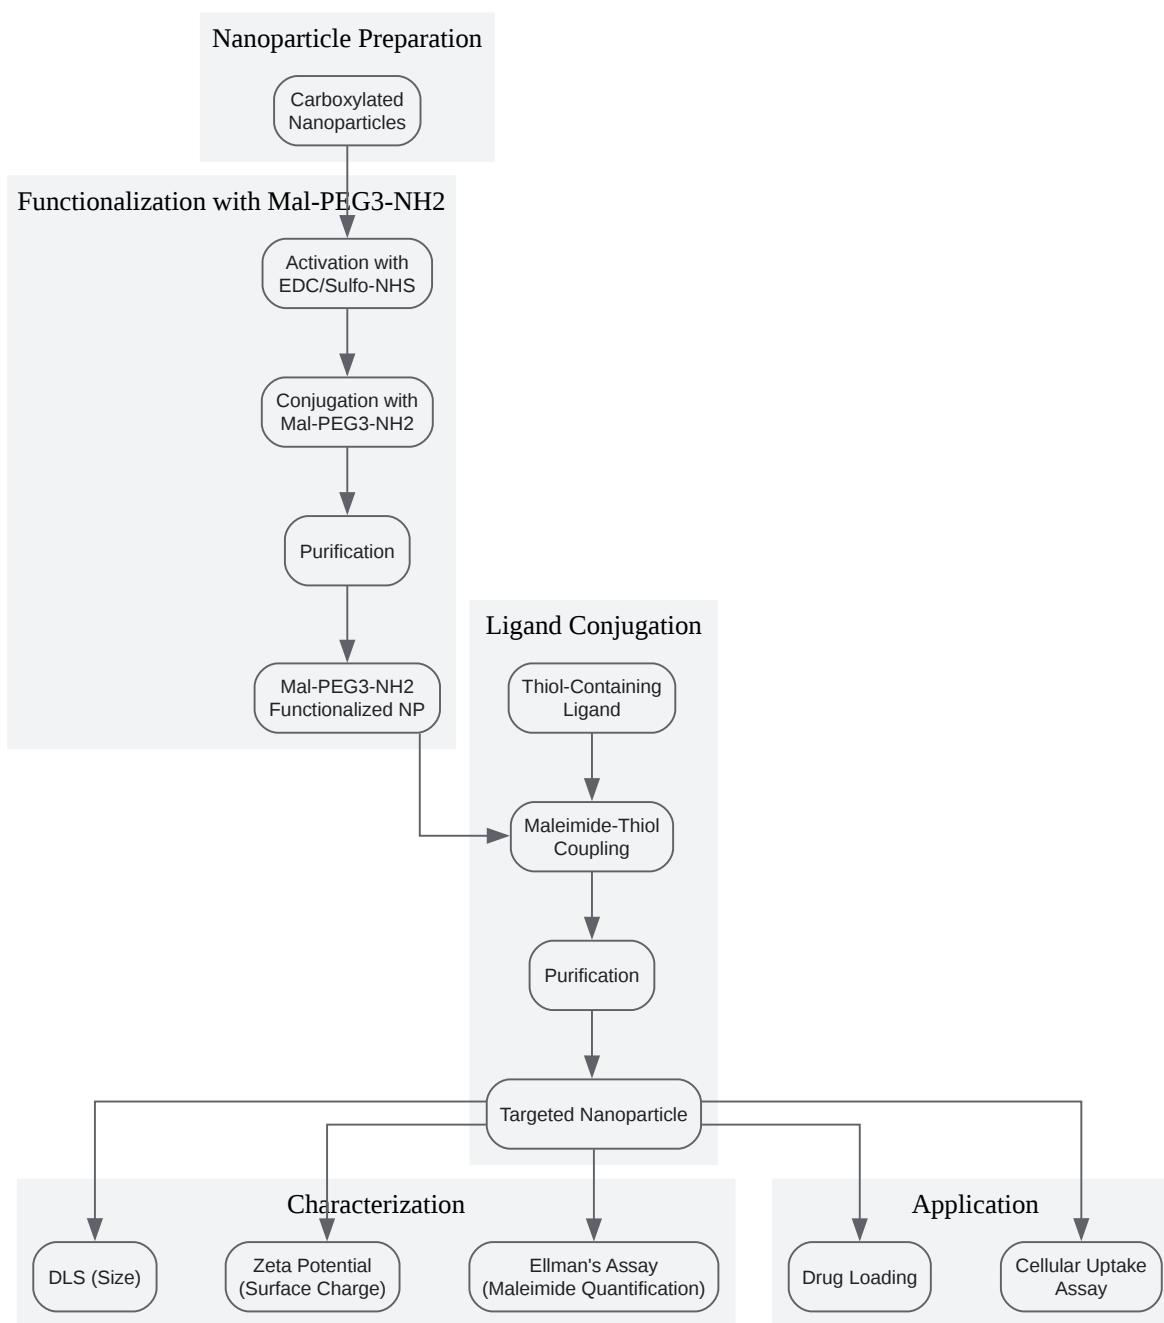 Nanoparticle Preparation
Carboxylated
Nanoparticles
Functionalization with Mal-PEG3-NH2
Activation with
EDC/Sulfo-NHS
Conjugation with
Mal-PEG3-NH2
Purification
Mal-PEG3-NH2
Functionalized NP
Ligand Conjugation
Thiol-Containing
Ligand
Maleimide-Thiol
Coupling
Purification
Targeted Nanoparticle
Characterization
DLS (Size)
Zeta Potential
(Surface Charge)
Ellman's Assay
(Maleimide Quantification)
Application
Drug Loading
Cellular Uptake
Assay